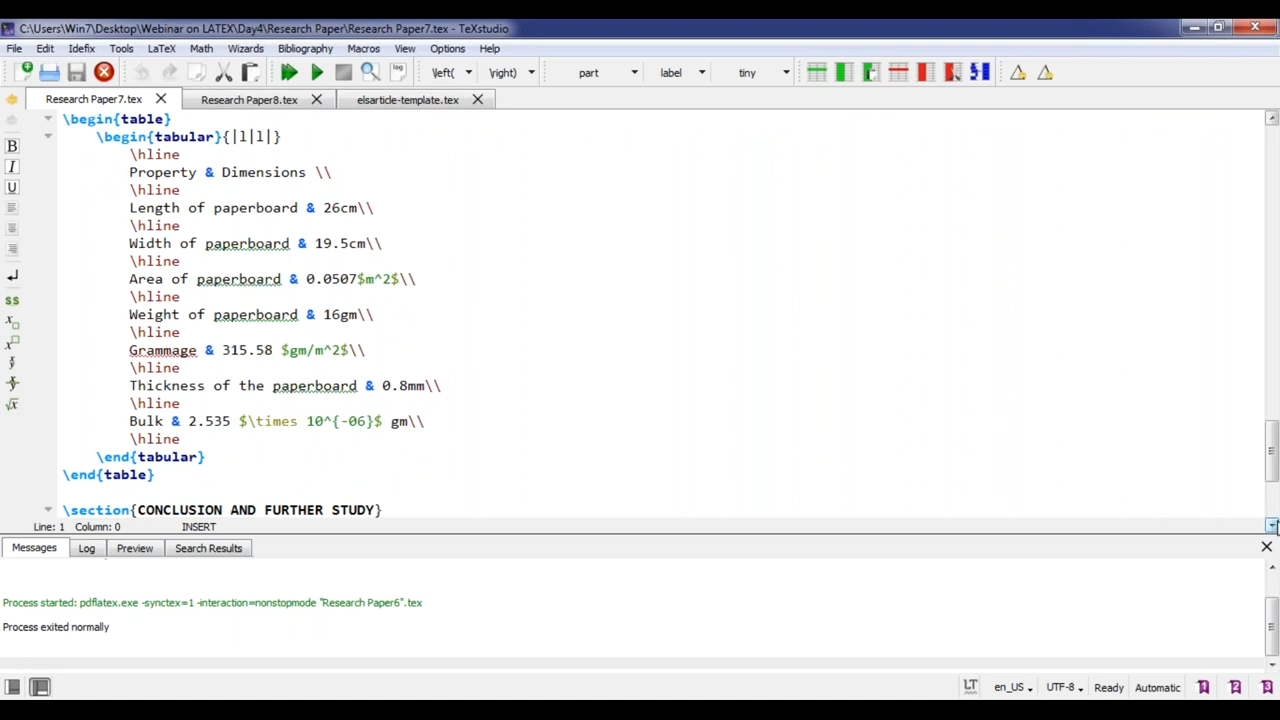 C:\Users\Win7\Desktop\Webinar on LATEX\Day4\Research Paper\Research Paper7.tex - TeXstudio
File Edit Idefix Tools LaTeX Math Wizards Bibliography Macros View Options Help
log \left( \right) part label tiny
Research Paper7.tex Research Paper8.tex elsarticle-template.tex
\begin{table}
\begin{tabular}{|l|l|}
\hline
Property & Dimensions \\
\hline
Length of paperboard & 26cm\\
\hline
Width of paperboard & 19.5cm\\
\hline
Area of paperboard & 0.0507$m^2$\\
\hline
Weight of paperboard & 16gm\\
\hline
Grammage & 315.58 $gm/m^2$\\
\hline
Thickness of the paperboard & 0.8mm\\
\hline
Bulk & 2.535 $\times 10^{-06}$ gm\\
\hline
\end{tabular}
\end{table}
\section{CONCLUSION AND FURTHER STUDY}
Line: 1 Column: 0 INSERT
Messages Log Preview Search Results
Process started: pdflatex.exe -synctex=1 -interaction=nonstopmode "Research Paper6".tex
Process exited normally
LT en_US UTF-8 Ready Automatic 1 2 3